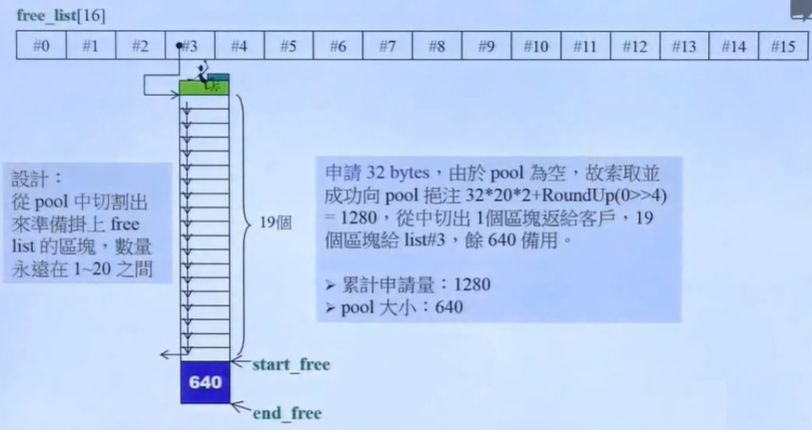 free_list[16]
#0 #1 #2 #3 #4 #5 #6 #7 #8 #9 #10 #11 #12 #13 #14 #15
設計：
從 pool 中切割出
來準備掛上 free
list 的區塊，數量
永遠在 1~20 之間
19個
申請 32 bytes，由於 pool 為空，故索取並
成功向 pool 挹注 32*20*2+RoundUp(0>>4)
= 1280，從中切出 1個區塊返給客戶，19
個區塊給 list#3，餘 640 備用。
➢ 累計申請量：1280
➢ pool 大小：640
start_free
640
end_free